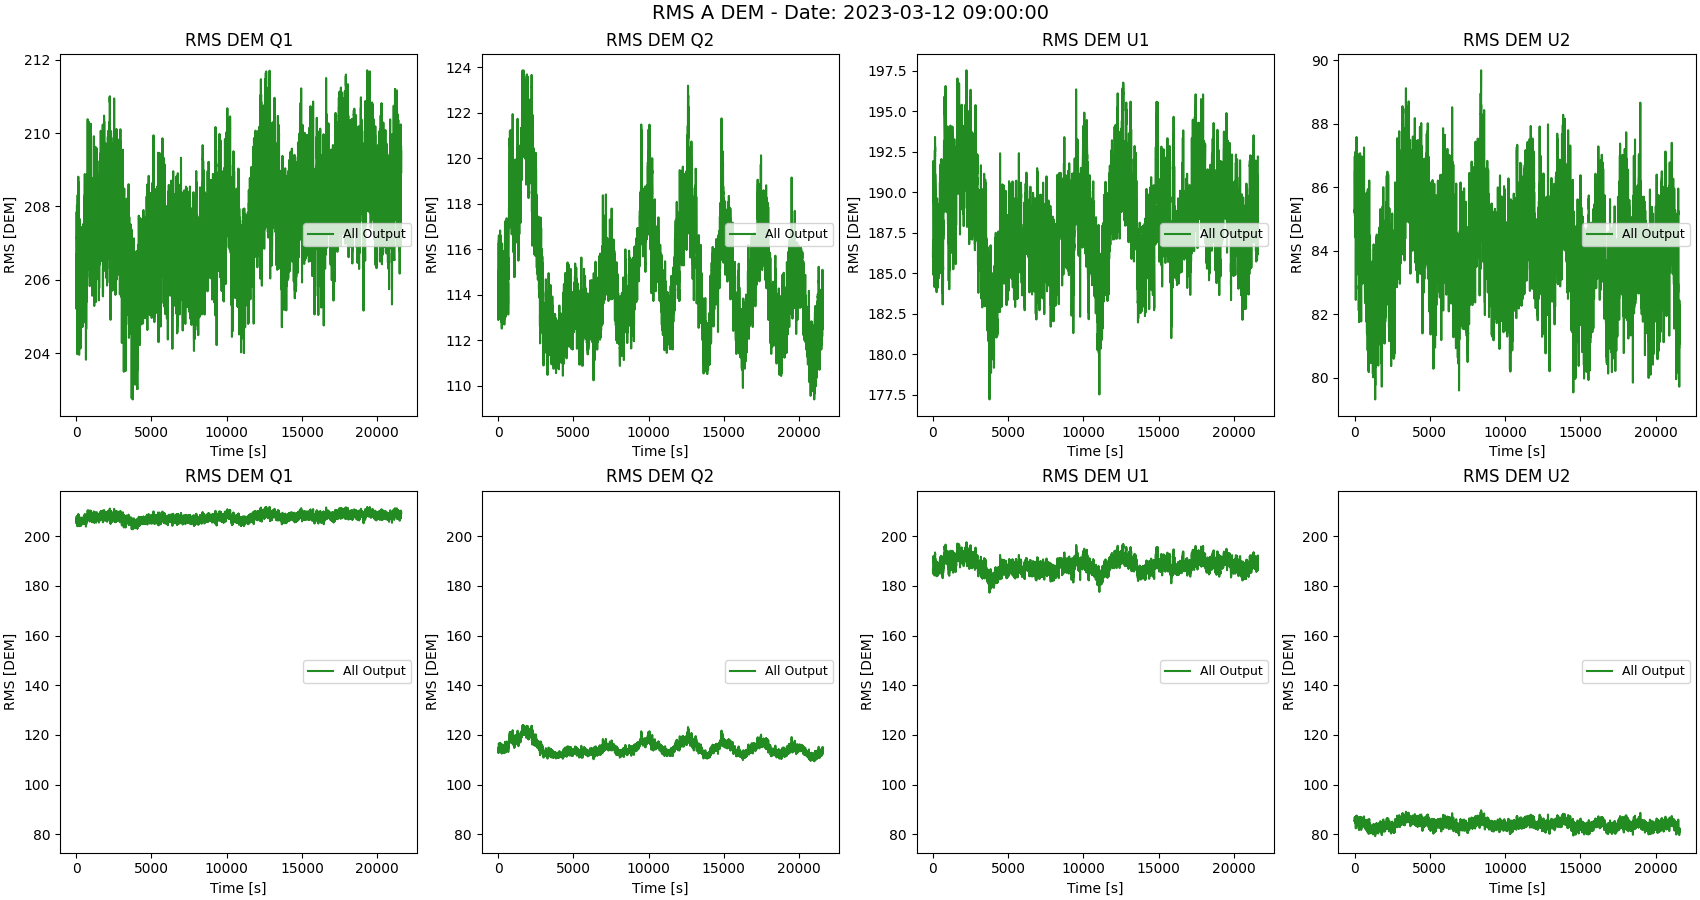 RMS A DEM - Date: 2023-03-12 09:00:00
RMS DEM Q1
RMS DEM Q2
RMS DEM U1
RMS DEM U2
RMS [DEM]
212
210
208
206
204
All Output
0 5000 10000 15000 20000
Time [s]
RMS [DEM]
124
122
120
118
116
114
112
110
All Output
0 5000 10000 15000 20000
Time [s]
RMS [DEM]
197.5
195.0
192.5
190.0
187.5
185.0
182.5
180.0
177.5
All Output
0 5000 10000 15000 20000
Time [s]
RMS [DEM]
90
88
86
84
82
80
All Output
0 5000 10000 15000 20000
Time [s]
RMS DEM Q1
RMS DEM Q2
RMS DEM U1
RMS DEM U2
RMS [DEM]
200
180
160
140
120
100
80
All Output
0 5000 10000 15000 20000
Time [s]
RMS [DEM]
200
180
160
140
120
100
80
All Output
0 5000 10000 15000 20000
Time [s]
RMS [DEM]
200
180
160
140
120
100
80
All Output
0 5000 10000 15000 20000
Time [s]
RMS [DEM]
200
180
160
140
120
100
80
All Output
0 5000 10000 15000 20000
Time [s]